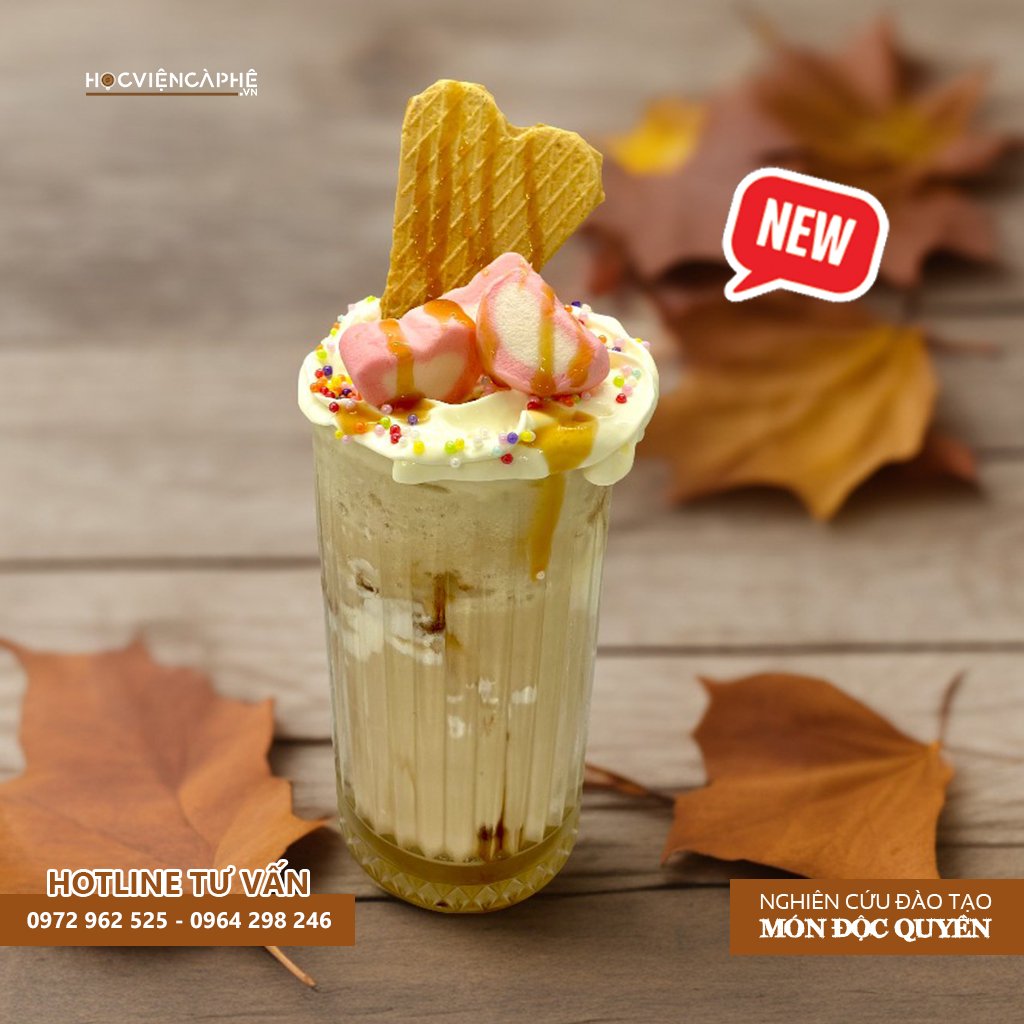 HỌCVIỆNCÀPHÊ
.VN
NEW
HOTLINE TƯ VẤN
0972 962 525 - 0964 298 246
NGHIÊN CỨU ĐÀO TẠO
MÓN ĐỘC QUYỀN